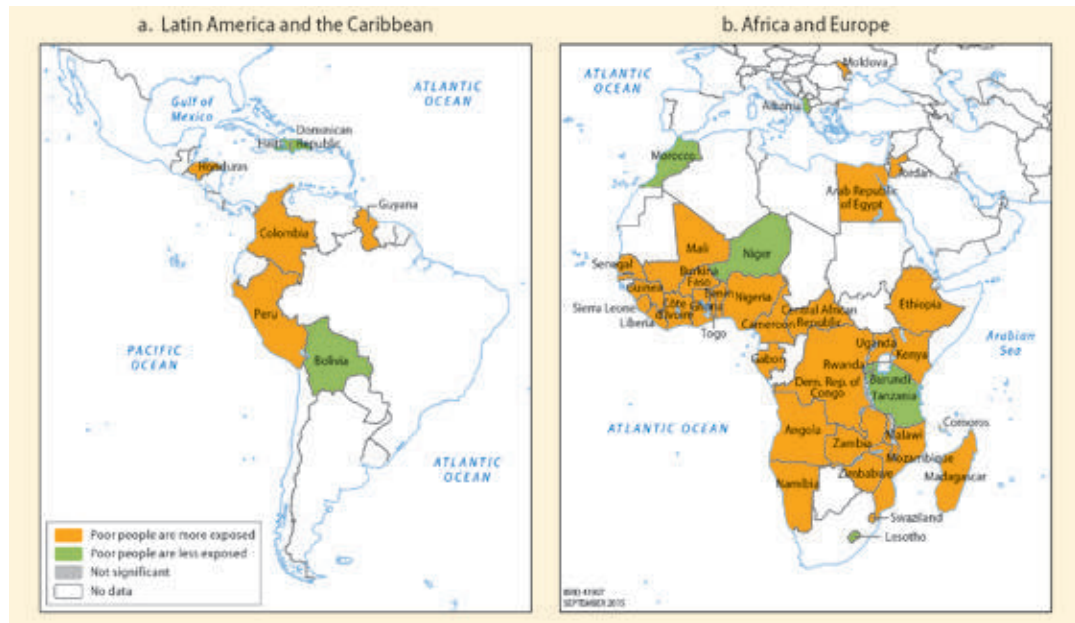 a. Latin America and the Caribbean
ATLANTIC
OCEAN
Gulf of
Mexico
Dominican
Republic
Haiti
Honduras
Guyana
Colombia
Peru
PACIFIC
OCEAN
Bolivia
ATLANTIC
OCEAN
Poor people are more exposed
Poor people are less exposed
Not significant
No data
b. Africa and Europe
ATLANTIC
OCEAN
Moldova
Albania
Morocco
Jordan
Arab Republic
of Egypt
Mali
Niger
Senegal
Burkina
Faso
Guinea
Benin
Nigeria
Sierra Leone
Côte
d'Ivoire
Ghana
Liberia
Togo
Central African
Republic
Cameroon
Ethiopia
Arabian
Sea
Uganda
Kenya
Gabon
Rwanda
Dem. Rep. of
Congo
Burundi
Tanzania
ATLANTIC OCEAN
Comoros
Angola
Malawi
Zambia
Mozambique
Zimbabwe
Madagascar
Namibia
Swaziland
Lesotho
IBRD 41907
SEPTEMBER 2015